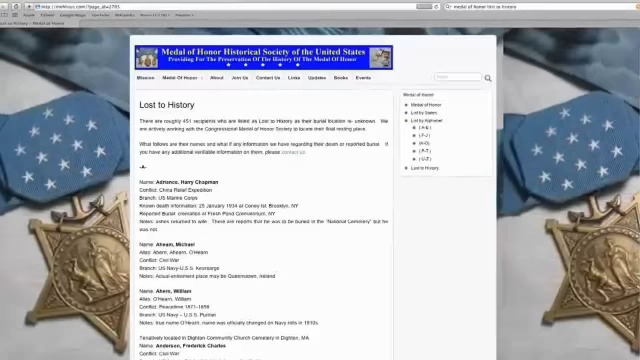 medal of honor lost to history
Medal of Honor Historical Society of the United States
Providing For The Preservation Of The History Of The Medal Of Honor
Mission Medal Of Honor About Join Us Contact Us Links Updates Books Events
Lost to History
There are roughly 451 recipients who are listed as Lost to History as their burial location is unknown. We
are actively working with the Congressional Medal of Honor Society to locate their final resting place.
What follows are their names and what if any information we have regarding their death or reported burial. If
you have any additional verifiable information on them, please contact us
-A-
Name: Adriance, Harry Chapman
Conflict: China Relief Expedition
Branch: US Marine Corps
Known death information: 25 January 1934 at Coney Isl. Brooklyn, NY
Reported Burial: cremation at Fresh Pond Crematorium, NY
Notes: ashes returned to wife. There are reports that he was to be buried in the "National Cemetery" but he
was not.
Name: Ahearn, Michael
Alias: Ahern, Ahearn, O'Hearn
Conflict: Civil War
Branch: US Navy-U.S.S. Kearsarge
Notes: Actual enlistment place may be Queenstown, Ireland
Name: Ahern, William
Alias: O'Hearn, William
Conflict: Peacetime 1871-1898
Branch: US Navy – U.S.S. Puritan
Notes: true name O'Hearn, name was officially changed on Navy rolls in 1910s
Tentatively located in Dighton Community Church Cemetery in Dighton, MA
Name: Anderson, Frederick Charles
Conflict: Civil War
Medal of Honor
Medal of Honor
List by States
List by Alphabet
(A-E)
(F-J)
(K-O)
(P-T)
(U-Z)
Lost to History